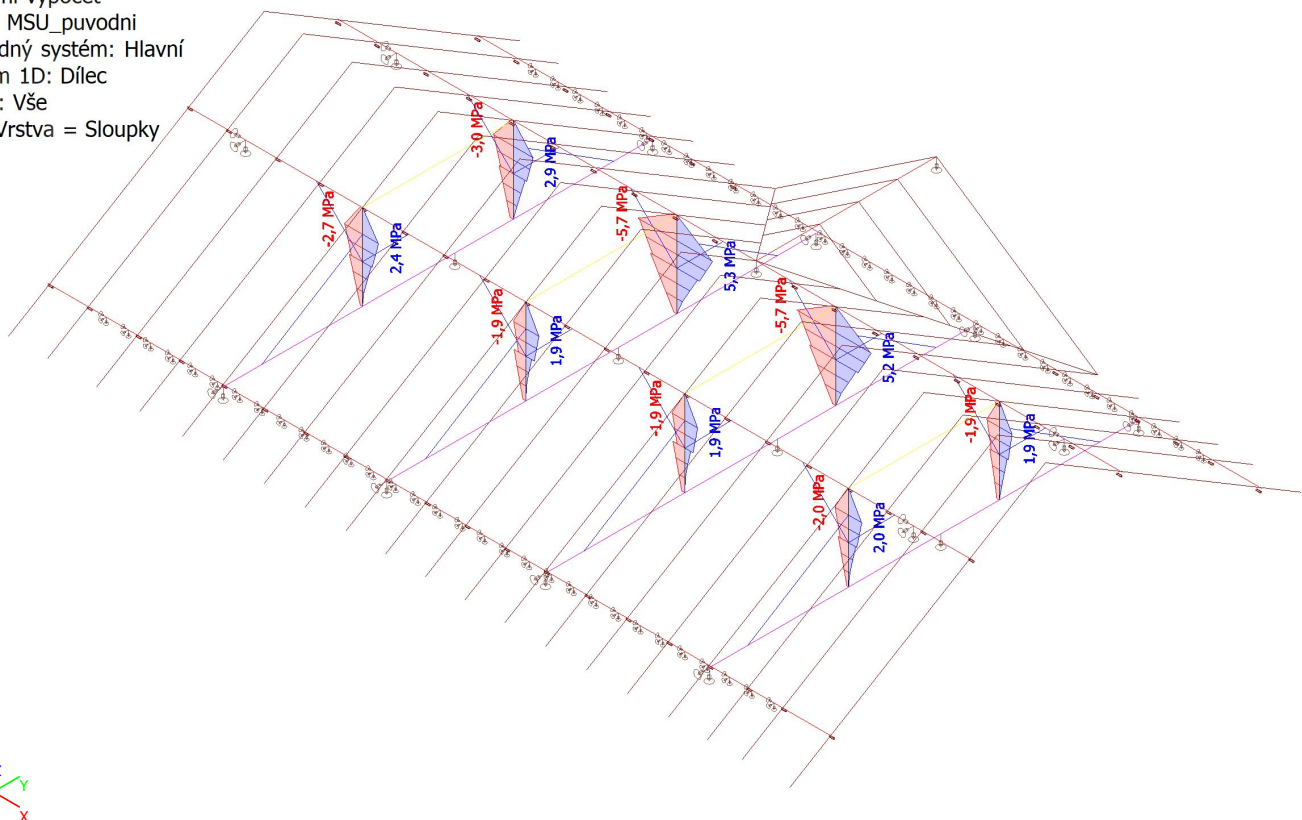 MSU_puvodni
systém: Hlavní
1D: Dílec
: Vše
Vrstva = Sloupky
-3,0 MPa
2,9 MPa
-2,7 MPa
2,4 MPa
-5,7 MPa
5,3 MPa
-1,9 MPa
1,9 MPa
-5,7 MPa
5,2 MPa
-1,9 MPa
1,9 MPa
-1,9 MPa
1,9 MPa
-2,0 MPa
2,0 MPa
Y
X